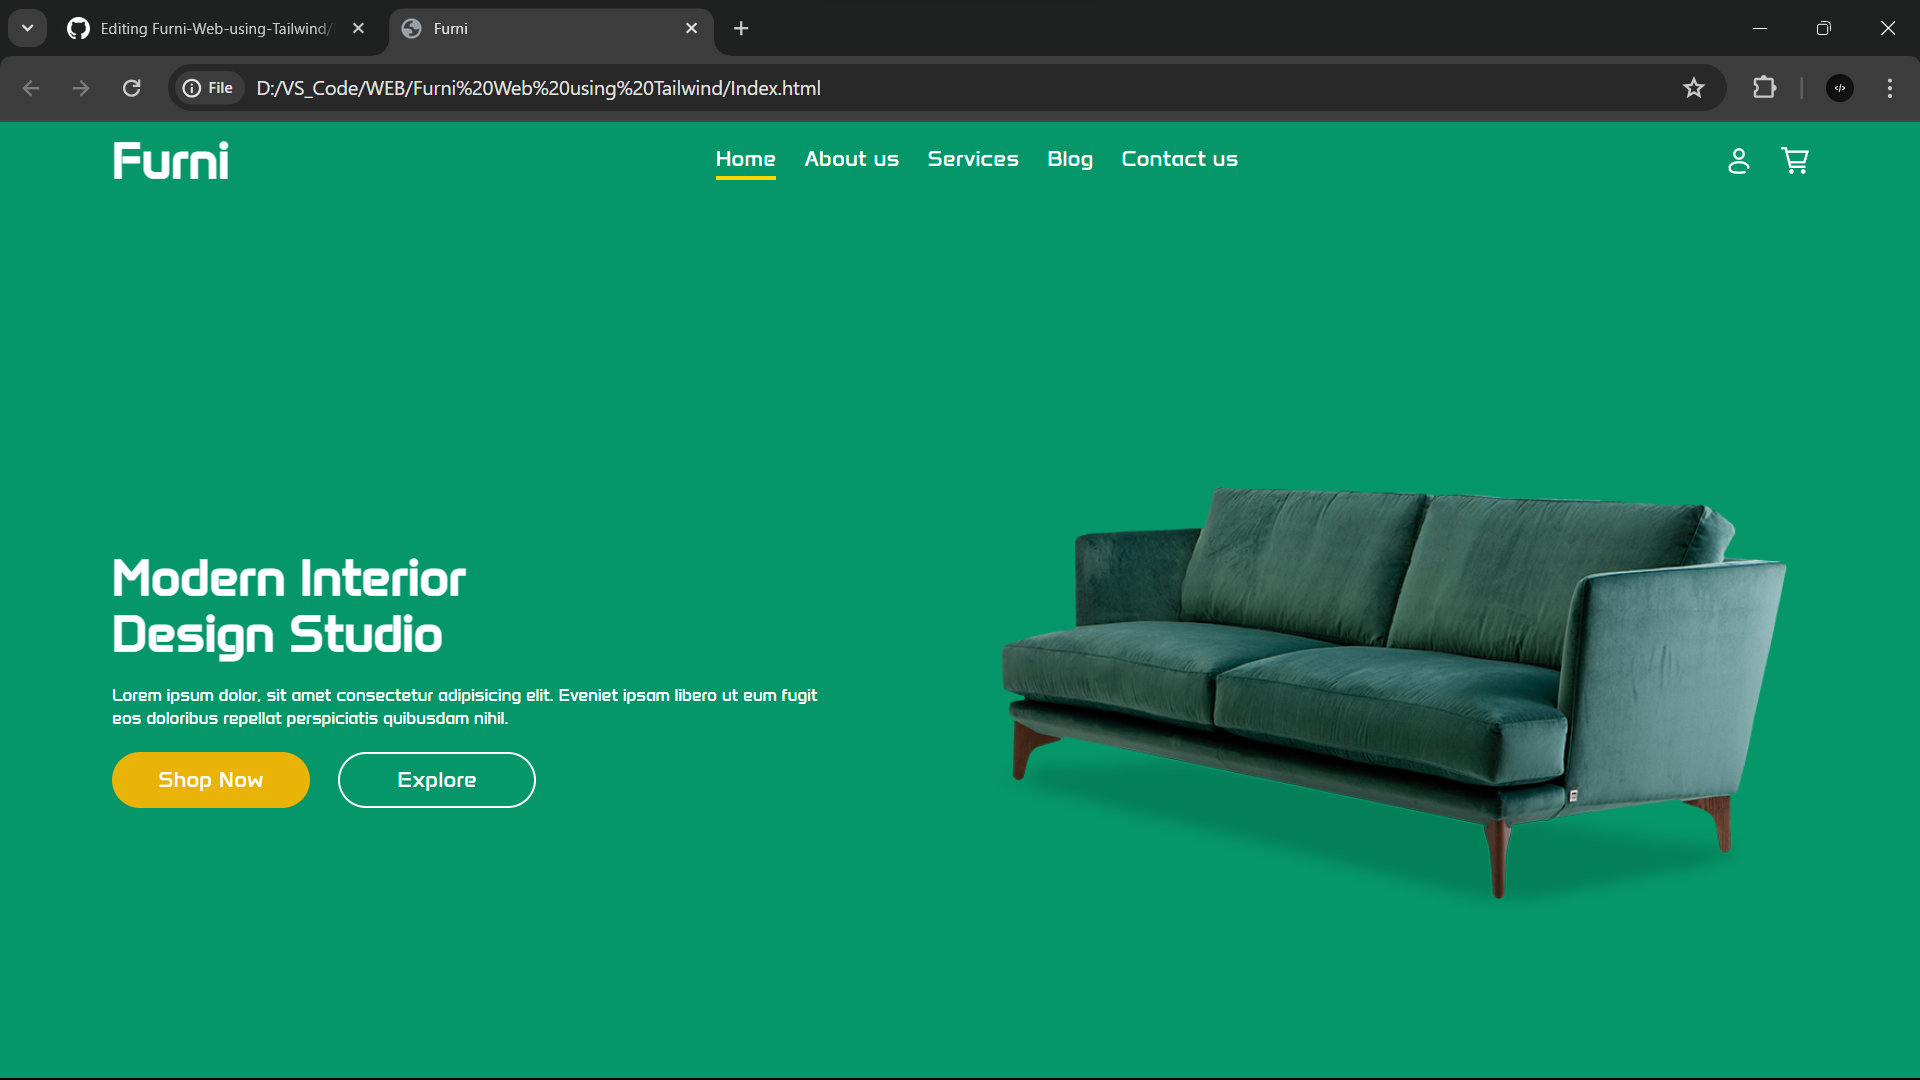 Editing Furni-Web-using-Tailwind/
Furni
File
D:/VS_Code/WEB/Furni%20Web%20using%20Tailwind/Index.html
Furni
Home
About us
Services
Blog
Contact us
Modern Interior
Design Studio
Lorem ipsum dolor, sit amet consectetur adipisicing elit. Eveniet ipsam libero ut eum fugit
eos doloribus repellat perspiciatis quibusdam nihil.
Shop Now
Explore